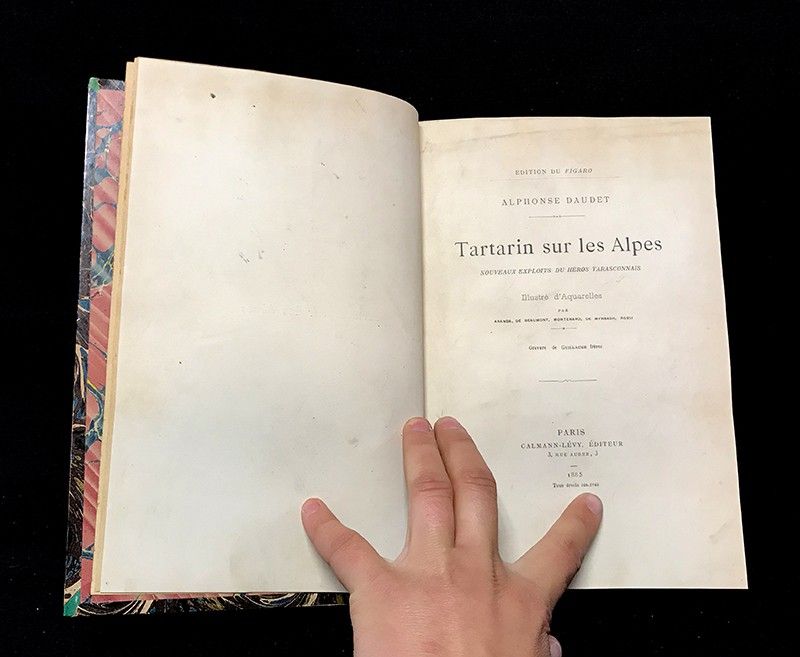 EDITION DU FIGARO
ALPHONSE DAUDET
Tartarin sur les Alpes
NOUVEAUX EXPLOITS DU HÉROS TARASCONNAIS
Illustré d'Aquarelles
PAR
ARANDA, DE BEAUMONT, MONTENARD, DE MYRBACH, ROSSI
Gravure de GUILLAUME frères
PARIS
CALMANN-LÉVY, ÉDITEUR
3, RUE AUBER, 3
1885
Tous droits réservés